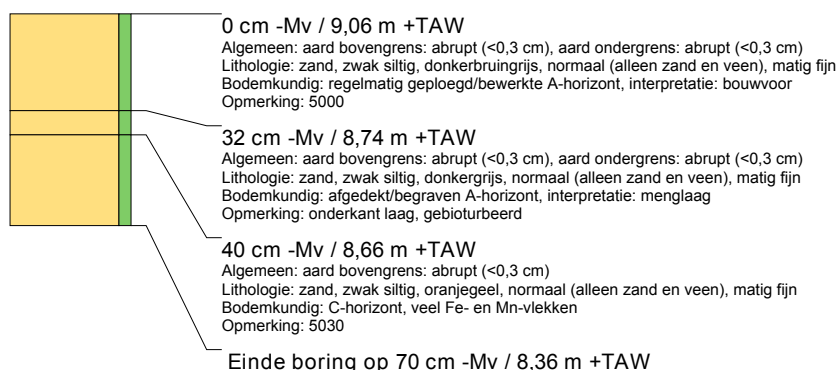 0 cm -Mv / 9,06 m +TAW
Algemeen: aard bovengrens: abrupt (<0,3 cm), aard ondergrens: abrupt (<0,3 cm)
Lithologie: zand, zwak siltig, donkerbruingrijs, normaal (alleen zand en veen), matig fijn
Bodemkundig: regelmatig geploegd/bewerkte A-horizont, interpretatie: bouwvoor
Opmerking: 5000
32 cm -Mv / 8,74 m +TAW
Algemeen: aard bovengrens: abrupt (<0,3 cm), aard ondergrens: abrupt (<0,3 cm)
Lithologie: zand, zwak siltig, donkergrijs, normaal (alleen zand en veen), matig fijn
Bodemkundig: afgedekt/begraven A-horizont, interpretatie: menglaag
Opmerking: onderkant laag, gebioturbeerd
40 cm -Mv / 8,66 m +TAW
Algemeen: aard bovengrens: abrupt (<0,3 cm)
Lithologie: zand, zwak siltig, oranjegeel, normaal (alleen zand en veen), matig fijn
Bodemkundig: C-horizont, veel Fe- en Mn-vlekken
Opmerking: 5030
Einde boring op 70 cm -Mv / 8,36 m +TAW